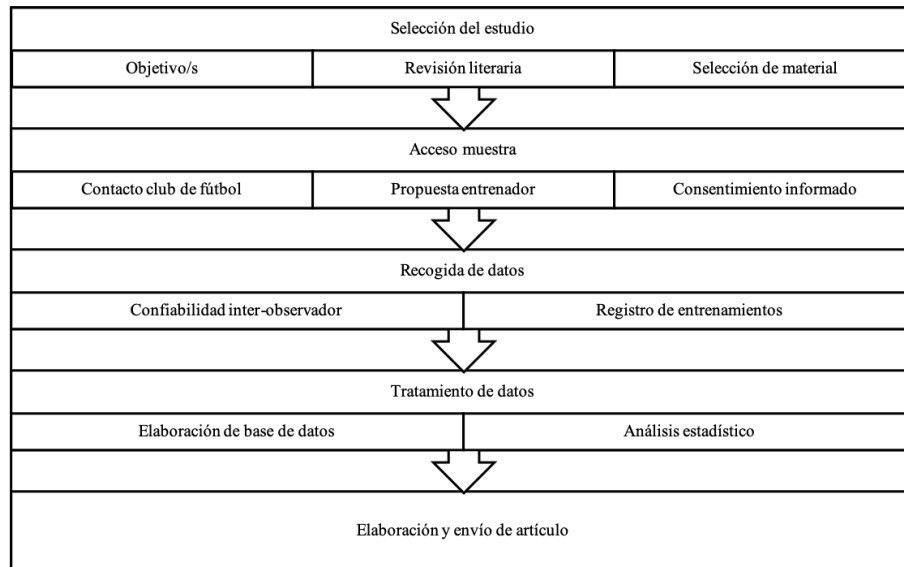 Selección del estudio
Objetivo/s
Revisión literaria
Selección de material
Acceso muestra
Contacto club de fútbol
Propuesta entrenador
Consentimiento informado
Recogida de datos
Confiabilidad inter-observador
Registro de entrenamientos
Tratamiento de datos
Elaboración de base de datos
Análisis estadístico
Elaboración y envío de artículo